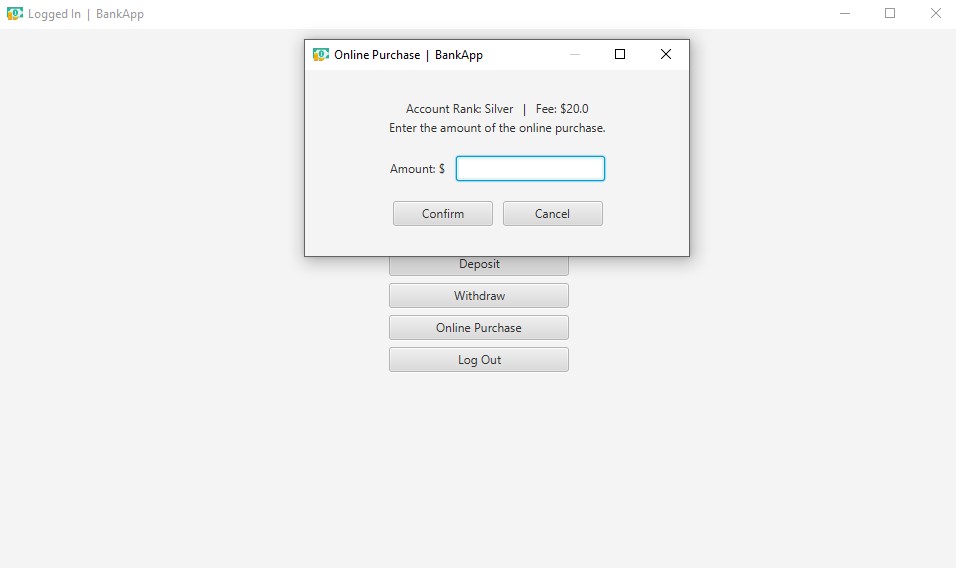 Logged In | BankApp
Online Purchase | BankApp
Account Rank: Silver | Fee: $20.0
Enter the amount of the online purchase.
Amount: $
Confirm Cancel
Deposit
Withdraw
Online Purchase
Log Out